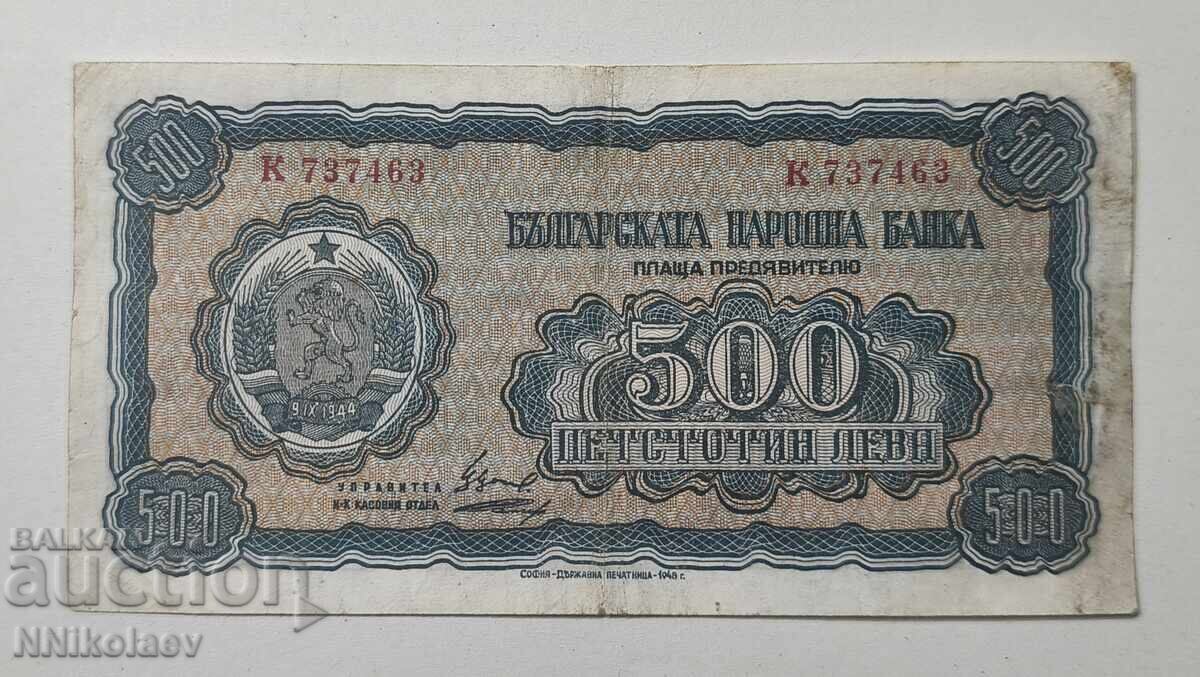 500 500
К 737463 К 737463
БЪЛГАРСКАТА НАРОДНА БАНКА
ПЛАЩА ПРЕДЯВИТЕЛЮ
500
ПЕТСТОТИН ЛЕВИ
9 IX 1944
УПРАВИТЕЛ
Н-К КАСОВИЯ ОТДЕЛ
500 500
СОФИЯ-ДЪРЖАВНА ПЕЧАТНИЦА-1948 г.
BALKAN
auction
NNikolaev